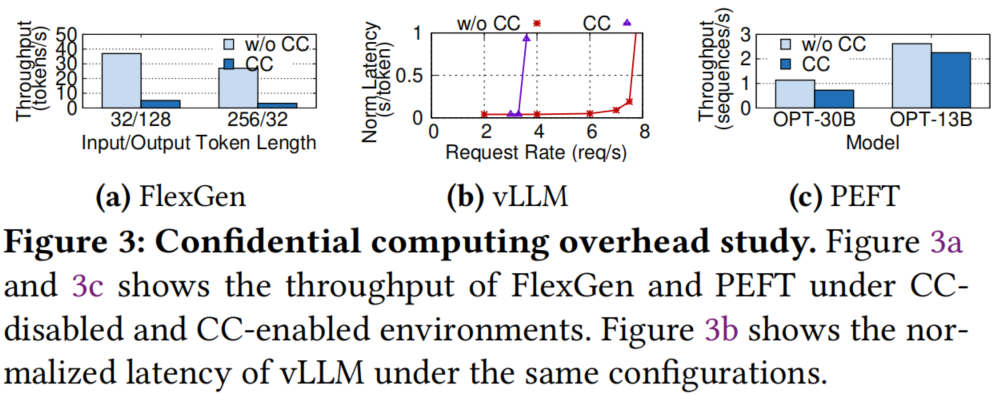 Throughput
(tokens/s)
50
40
30
20
10
0
w/o CC
CC
32/128
256/32
Input/Output Token Length
(a) FlexGen
w/o CC
CC
Norm Latency
(s/token)
1
0.5
0
0
2
4
6
8
Request Rate (req/s)
(b) vLLM
Throughput
(sequences/s)
3
2
1
0
w/o CC
CC
OPT-30B
OPT-13B
Model
(c) PEFT
Figure 3: Confidential computing overhead study. Figure 3a
and 3c shows the throughput of FlexGen and PEFT under CC-
disabled and CC-enabled environments. Figure 3b shows the nor-
malized latency of vLLM under the same configurations.